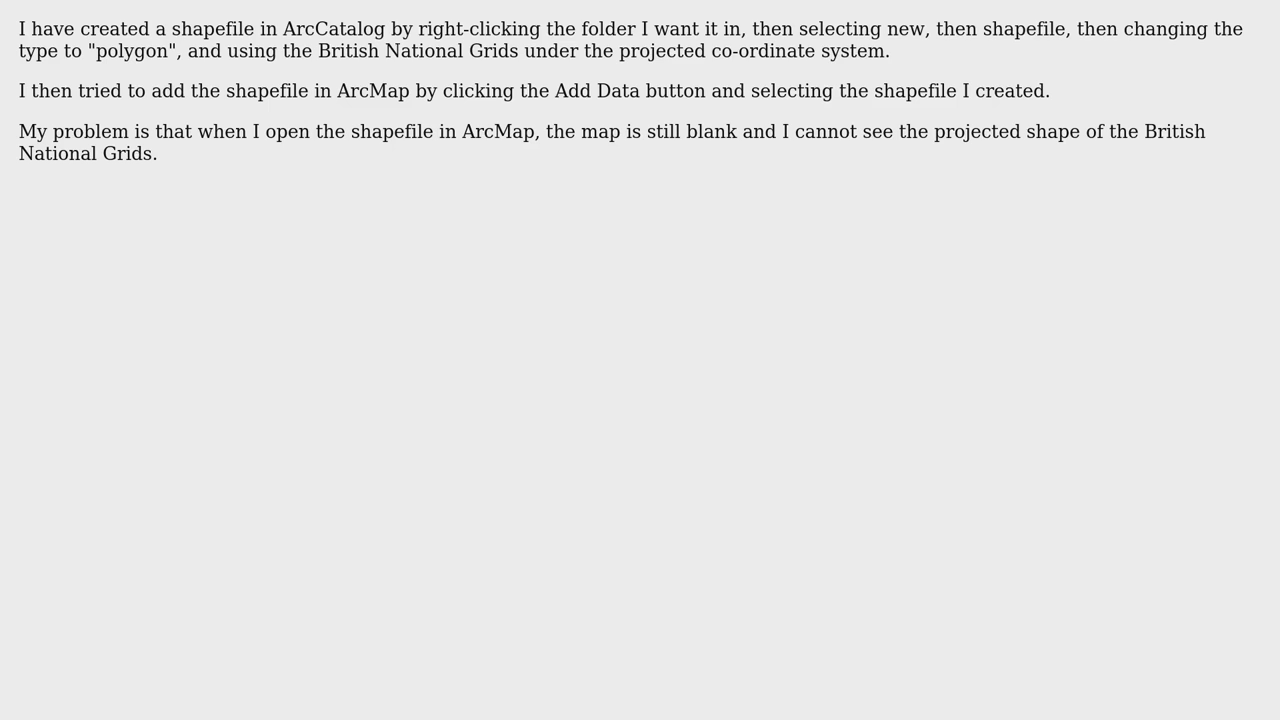 I have created a shapefile in ArcCatalog by right-clicking the folder I want it in, then selecting new, then shapefile, then changing the
type to "polygon", and using the British National Grids under the projected co-ordinate system.
I then tried to add the shapefile in ArcMap by clicking the Add Data button and selecting the shapefile I created.
My problem is that when I open the shapefile in ArcMap, the map is still blank and I cannot see the projected shape of the British
National Grids.